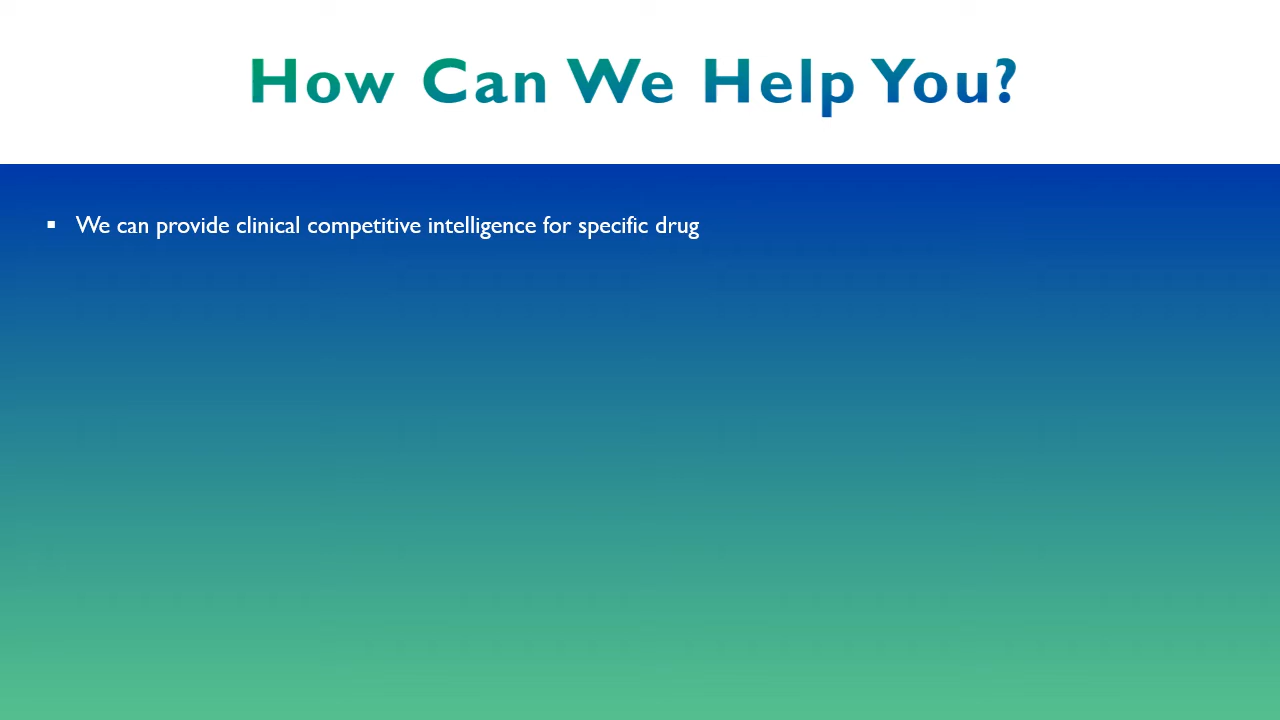 How Can We Help You?
▪ We can provide clinical competitive intelligence for specific drug